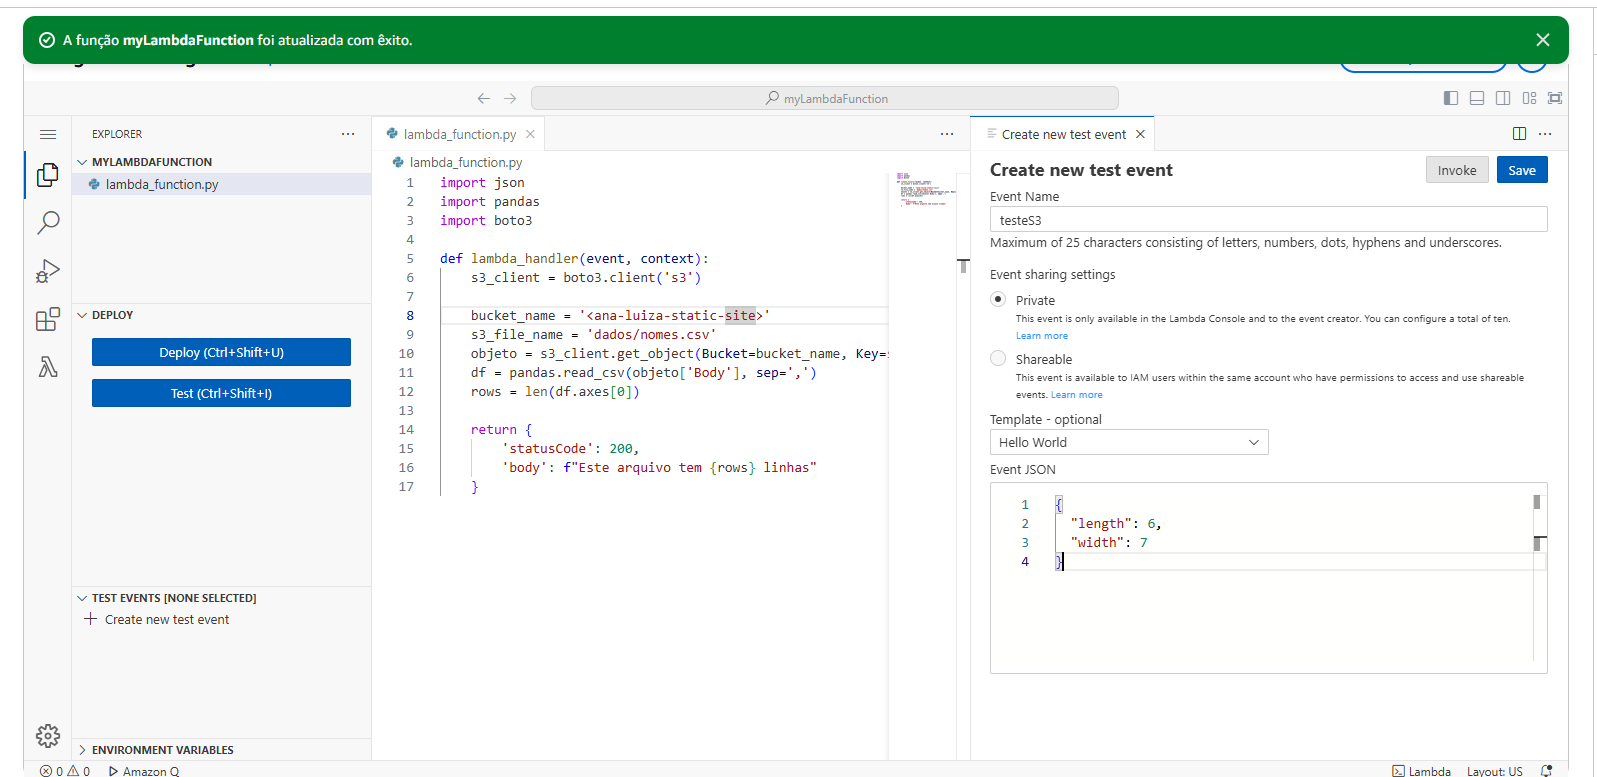 A função myLambdaFunction foi atualizada com êxito.
myLambdaFunction
EXPLORER
MYLAMBDAFUNCTION
lambda_function.py
DEPLOY
Deploy (Ctrl+Shift+U)
Test (Ctrl+Shift+I)
TEST EVENTS [NONE SELECTED]
Create new test event
ENVIRONMENT VARIABLES
lambda_function.py
lambda_function.py
1 import json
2 import pandas
3 import boto3
4
5 def lambda_handler(event, context):
6 s3_client = boto3.client('s3')
7
8 bucket_name = '<ana-luiza-static-site>'
9 s3_file_name = 'dados/nomes.csv'
10 objeto = s3_client.get_object(Bucket=bucket_name, Key=
11 df = pandas.read_csv(objeto['Body'], sep=',')
12 rows = len(df.axes[0])
13
14 return {
15 'statusCode': 200,
16 'body': f"Este arquivo tem {rows} linhas"
17 }
Create new test event
Create new test event
Invoke
Save
Event Name
testeS3
Maximum of 25 characters consisting of letters, numbers, dots, hyphens and underscores.
Event sharing settings
Private
This event is only available in the Lambda Console and to the event creator. You can configure a total of ten.
Learn more
Shareable
This event is available to IAM users within the same account who have permissions to access and use shareable
events. Learn more
Template - optional
Hello World
Event JSON
1 {
2 "length": 6,
3 "width": 7
4 }
0 0 Amazon Q
Lambda Layout: US